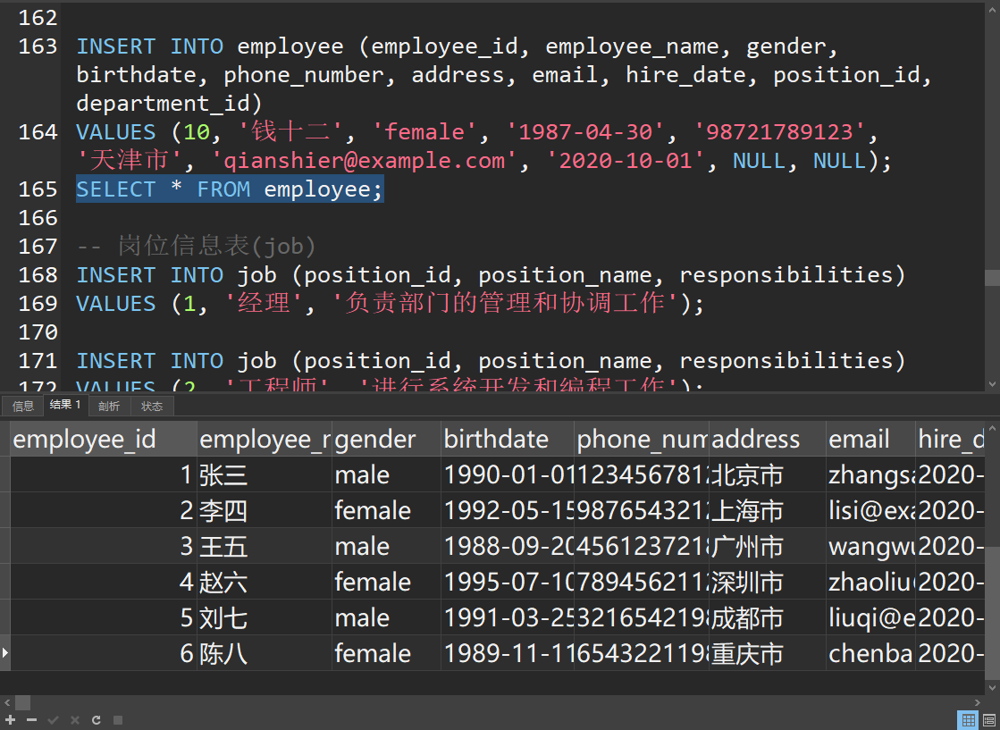 162
163 INSERT INTO employee (employee_id, employee_name, gender,
birthdate, phone_number, address, email, hire_date, position_id,
department_id)
164 VALUES (10, '钱十二', 'female', '1987-04-30', '98721789123',
'天津市', 'qianshier@example.com', '2020-10-01', NULL, NULL);
165 SELECT * FROM employee;
166
167 -- 岗位信息表(job)
168 INSERT INTO job (position_id, position_name, responsibilities)
169 VALUES (1, '经理', '负责部门的管理和协调工作');
170
171 INSERT INTO job (position_id, position_name, responsibilities)
172 VALUES (2, '工程师', '进行系统开发和编程工作');
信息 结果 1 剖析 状态
employee_id employee_n gender birthdate phone_num address email hire_d
1 张三 male 1990-01-01 1123456781 北京市 zhangsa 2020-
2 李四 female 1992-05-15 9876543212 上海市 lisi@exa 2020-
3 王五 male 1988-09-20 4561237218 广州市 wangwu 2020-
4 赵六 female 1995-07-10 7894562112 深圳市 zhaoliu 2020-
5 刘七 male 1991-03-25 3216542198 成都市 liuqi@e 2020-
6 陈八 female 1989-11-11 6543221198 重庆市 chenba 2020-